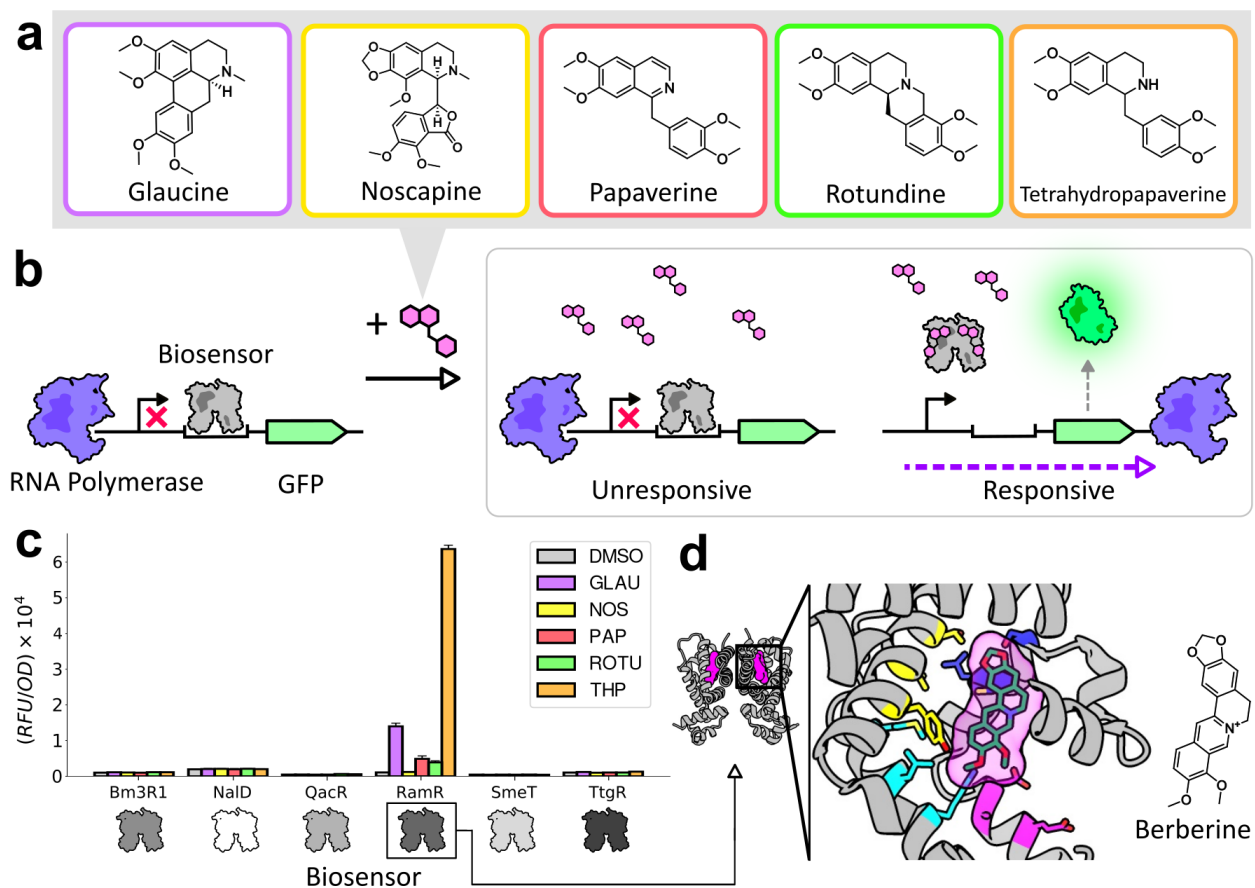 a
O
O
O
O
N
H
Glaucine
O
O
O
O
O
O
O
N
H
H
Noscapine
O
O
O
O
N
Papaverine
O
O
O
O
N
Rotundine
O
O
O
O
NH
Tetrahydropapaverine
b
Biosensor
+
RNA Polymerase
GFP
Unresponsive
Responsive
c
(RFU/OD) × 10⁴
6
5
4
3
2
1
0
DMSO
GLAU
NOS
PAP
ROTU
THP
Bm3R1 NalD QacR RamR SmeT TtgR
Biosensor
d
O
O
N+
O
O
Berberine